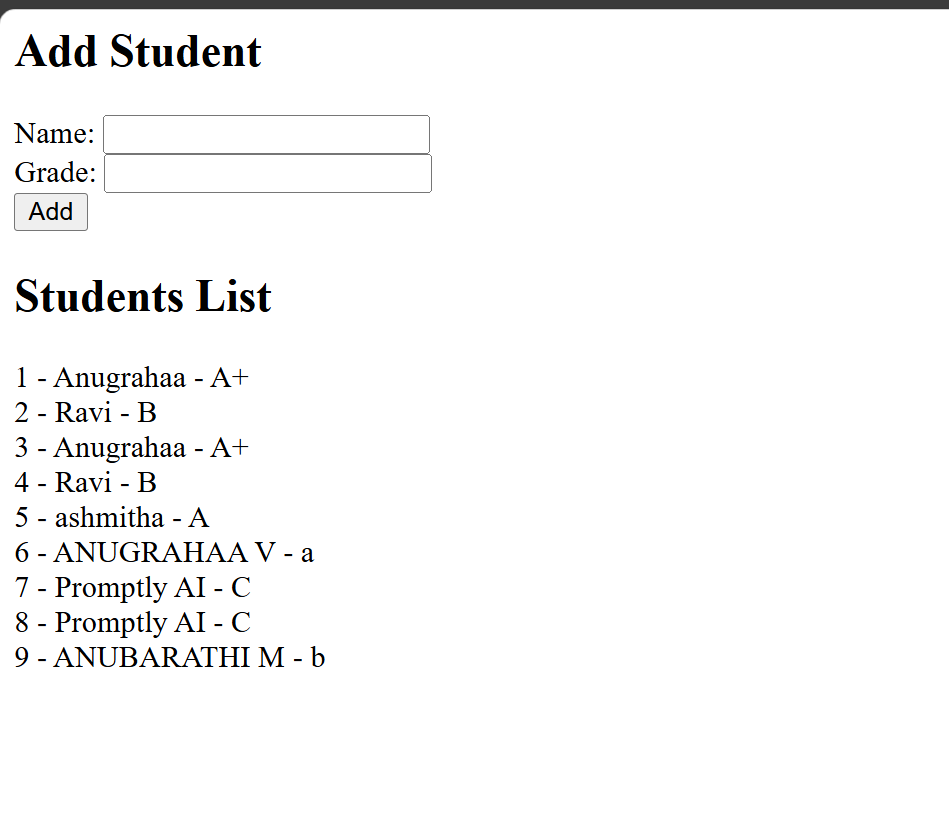 Add Student
Name:
Grade:
Add
Students List
1 - Anugrahaa - A+
2 - Ravi - B
3 - Anugrahaa - A+
4 - Ravi - B
5 - ashmitha - A
6 - ANUGRAHAA V - a
7 - Promptly AI - C
8 - Promptly AI - C
9 - ANUBARATHI M - b